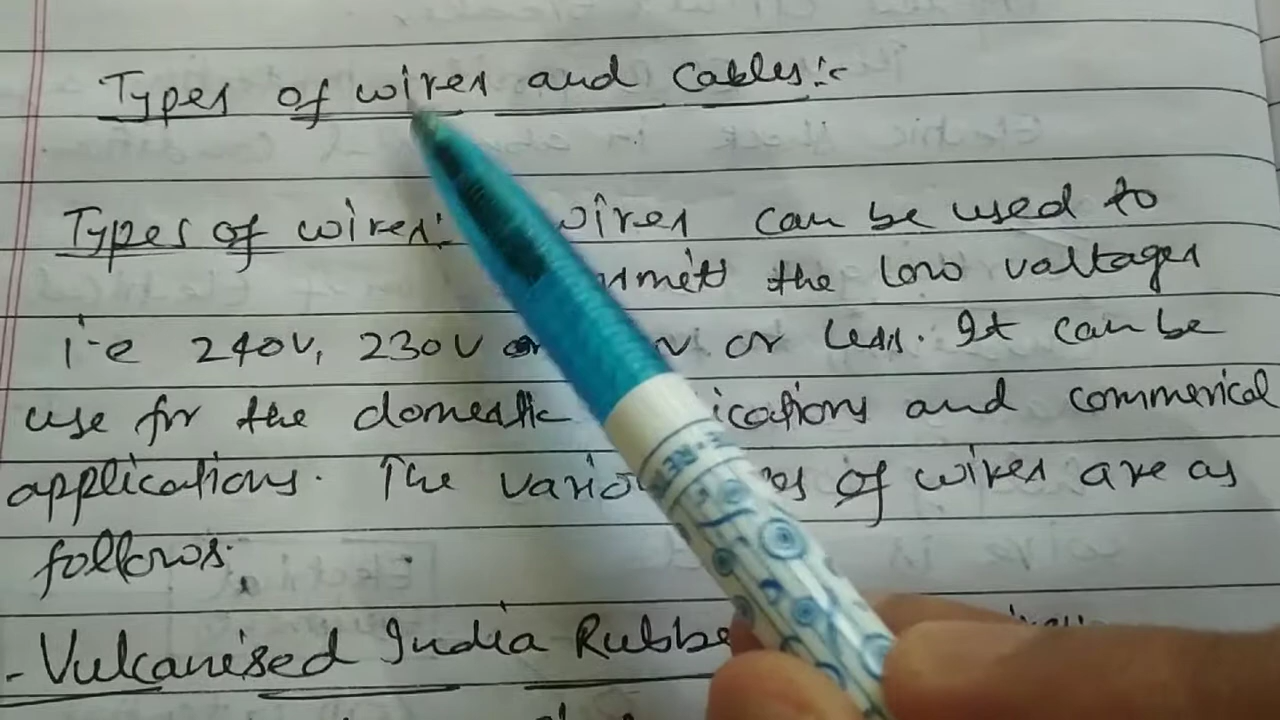 Types of wires and cables:-
Types of wires: wires can be used to
the low voltages
i.e 240V, 230V or V or less. It can be
use for the domestic and commerical
applications. The of wires are as
follows.
- Vulcanised India